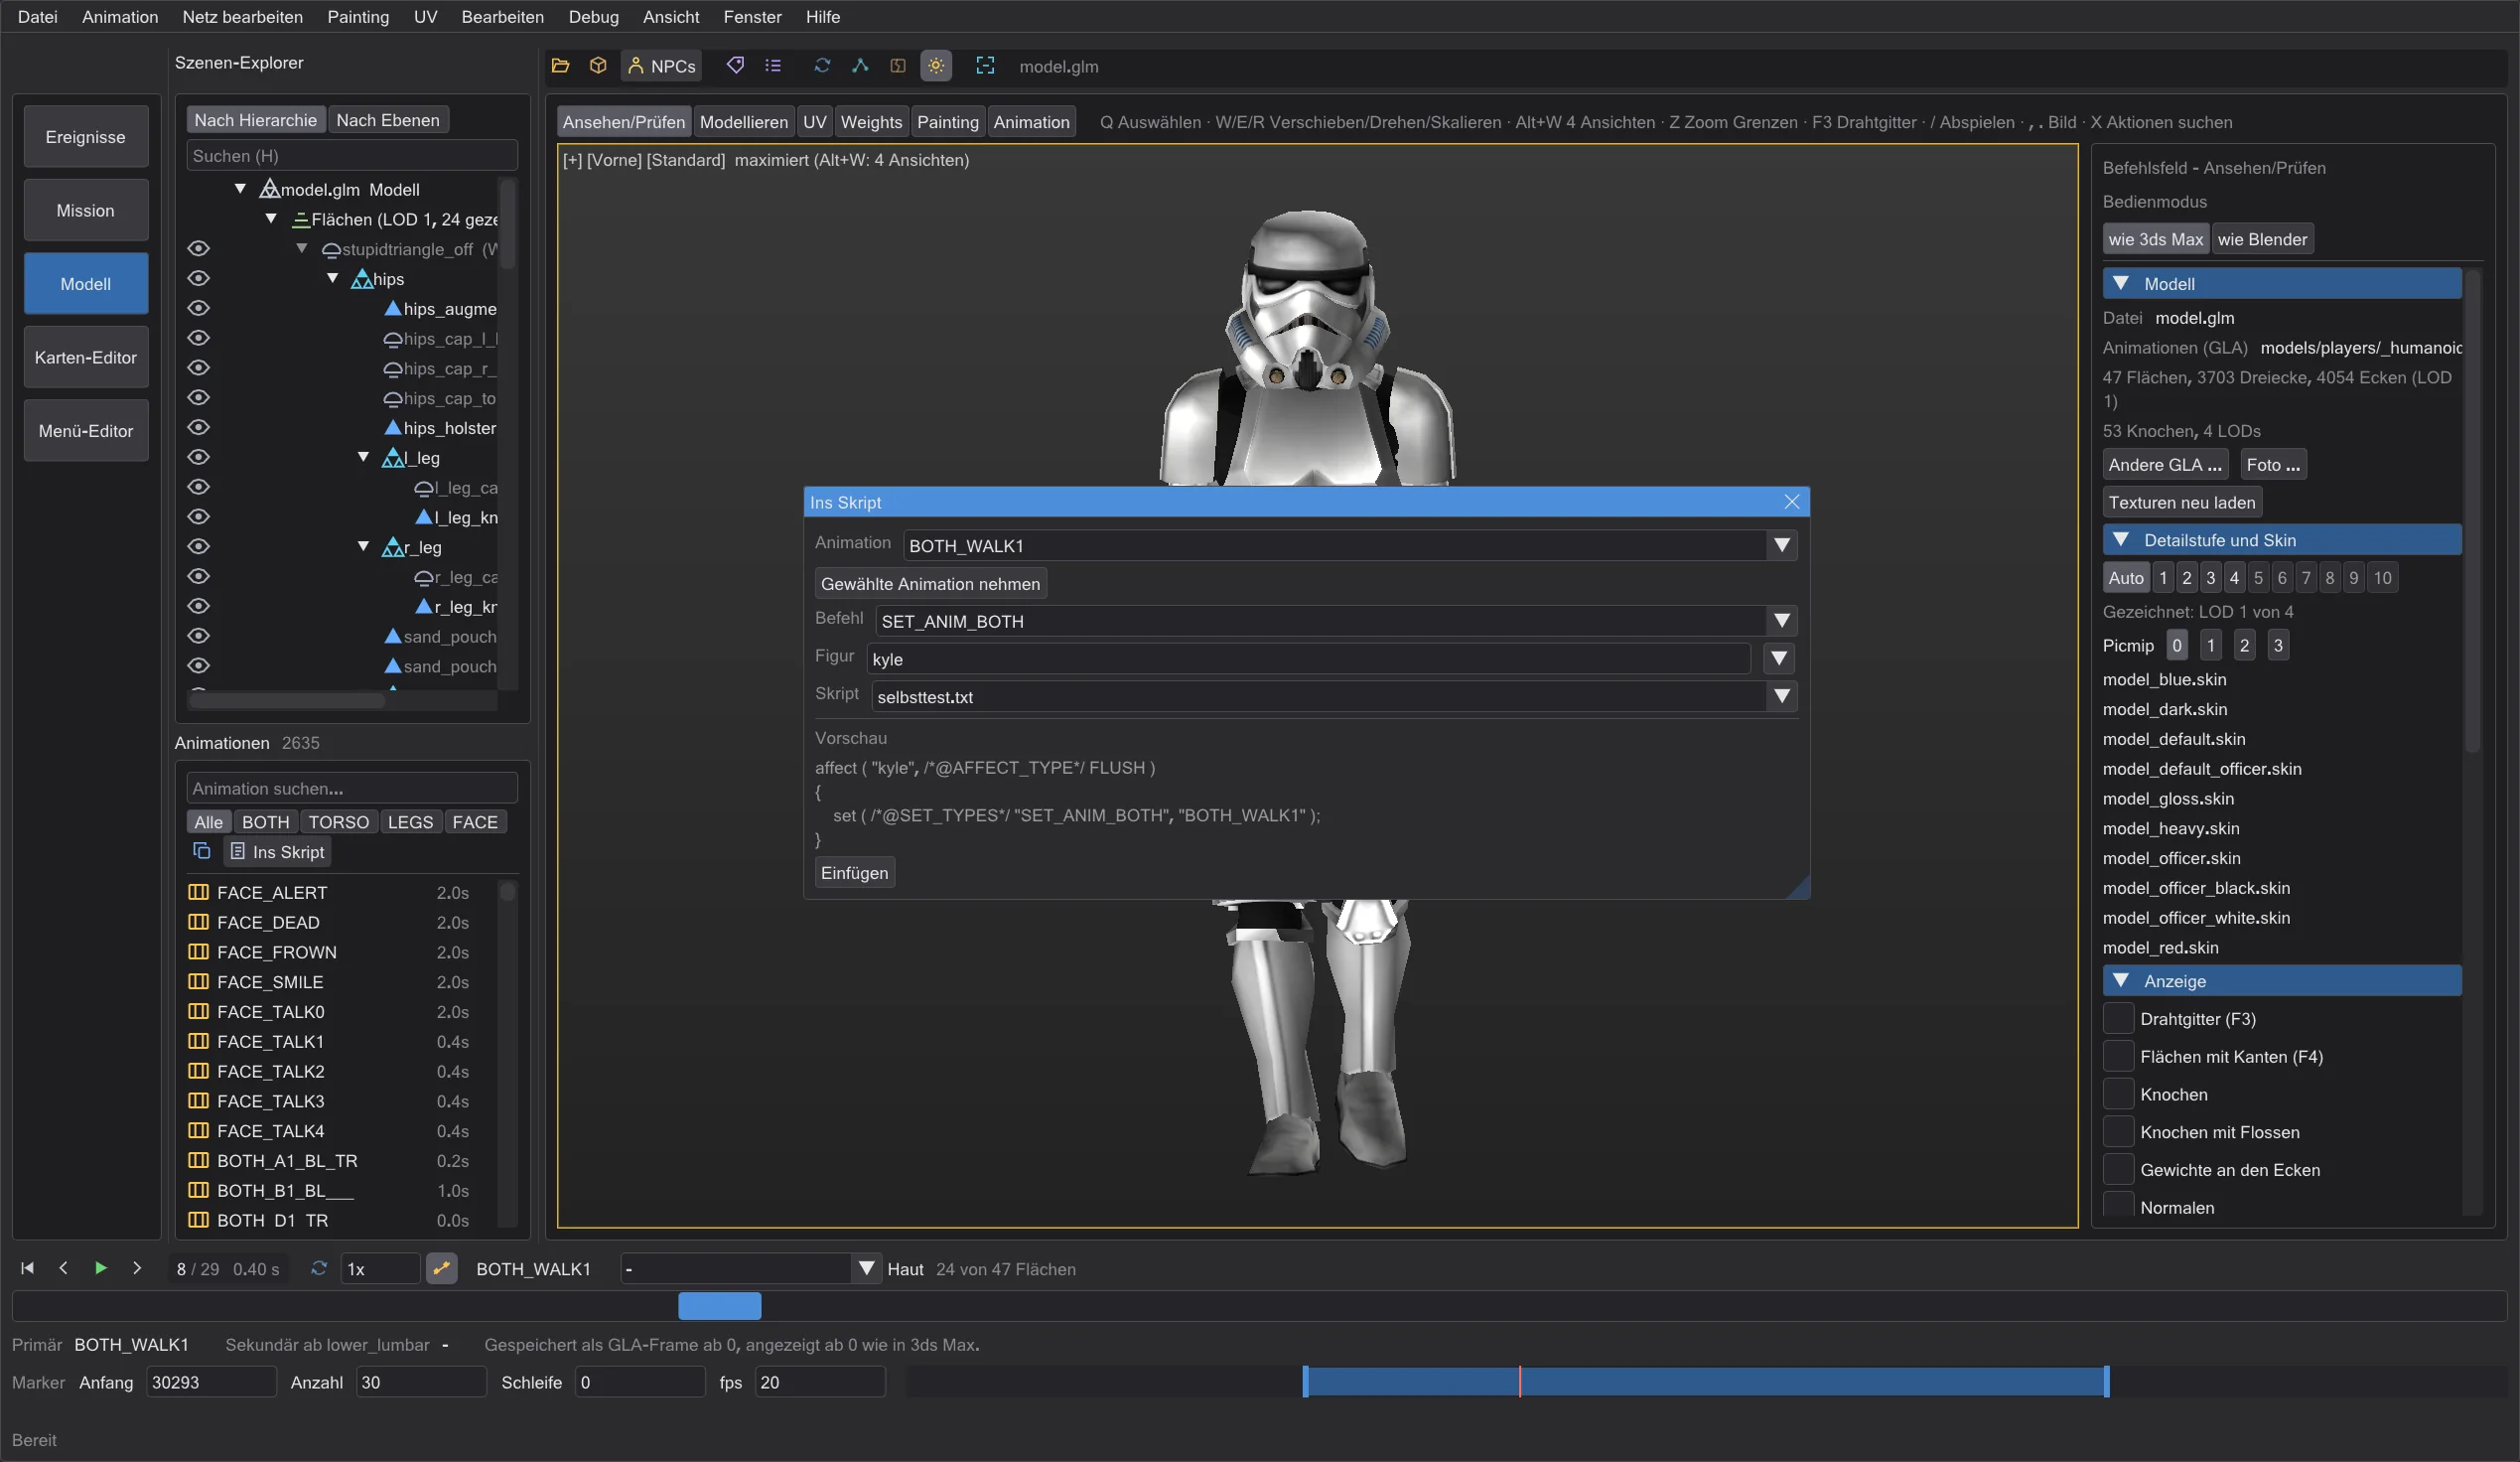 Datei Animation Netz bearbeiten Painting UV Bearbeiten Debug Ansicht Fenster Hilfe
Szenen-Explorer
NPCs
model.glm
Ereignisse
Mission
Modell
Karten-Editor
Menü-Editor
Nach Hierarchie Nach Ebenen
Suchen (H)
model.glm Modell
Flächen (LOD 1, 24 geze
stupidtriangle_off (W
hips
hips_augme
hips_cap_l_l
hips_cap_r_
hips_cap_to
hips_holster
l_leg
l_leg_ca
l_leg_kn
r_leg
r_leg_ca
r_leg_kn
sand_pouch
sand_pouch
Animationen 2635
Animation suchen...
Alle BOTH TORSO LEGS FACE
Ins Skript
FACE_ALERT 2.0s
FACE_DEAD 2.0s
FACE_FROWN 2.0s
FACE_SMILE 2.0s
FACE_TALK0 2.0s
FACE_TALK1 0.4s
FACE_TALK2 0.4s
FACE_TALK3 0.4s
FACE_TALK4 0.4s
BOTH_A1_BL_TR 0.2s
BOTH_B1_BL___ 1.0s
BOTH_D1_TR 0.0s
Ansehen/Prüfen Modellieren UV Weights Painting Animation
Q Auswählen · W/E/R Verschieben/Drehen/Skalieren · Alt+W 4 Ansichten · Z Zoom Grenzen · F3 Drahtgitter · / Abspielen · , . Bild · X Aktionen suchen
[+] [Vorne] [Standard] maximiert (Alt+W: 4 Ansichten)
Ins Skript
Animation BOTH_WALK1
Gewählte Animation nehmen
Befehl SET_ANIM_BOTH
Figur kyle
Skript selbsttest.txt
Vorschau
affect ( "kyle", /*@AFFECT_TYPE*/ FLUSH )
{
set ( /*@SET_TYPES*/ "SET_ANIM_BOTH", "BOTH_WALK1" );
}
Einfügen
Befehlsfeld - Ansehen/Prüfen
Bedienmodus
wie 3ds Max wie Blender
Modell
Datei model.glm
Animationen (GLA) models/players/_humanoid
47 Flächen, 3703 Dreiecke, 4054 Ecken (LOD
1)
53 Knochen, 4 LODs
Andere GLA ... Foto ...
Texturen neu laden
Detailstufe und Skin
Auto 1 2 3 4 5 6 7 8 9 10
Gezeichnet: LOD 1 von 4
Picmip 0 1 2 3
model_blue.skin
model_dark.skin
model_default.skin
model_default_officer.skin
model_gloss.skin
model_heavy.skin
model_officer.skin
model_officer_black.skin
model_officer_white.skin
model_red.skin
Anzeige
Drahtgitter (F3)
Flächen mit Kanten (F4)
Knochen
Knochen mit Flossen
Gewichte an den Ecken
Normalen
8 / 29 0.40 s 1x BOTH_WALK1 - Haut 24 von 47 Flächen
Primär BOTH_WALK1 Sekundär ab lower_lumbar - Gespeichert als GLA-Frame ab 0, angezeigt ab 0 wie in 3ds Max.
Marker Anfang 30293 Anzahl 30 Schleife 0 fps 20
Bereit